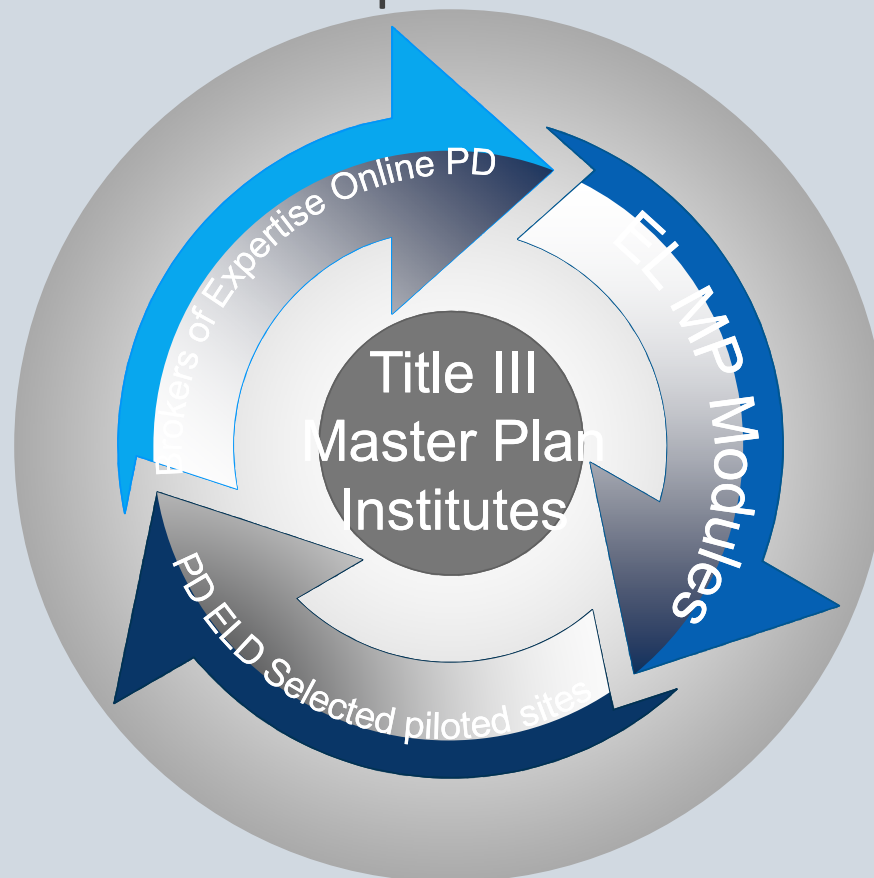 Brokers of Expertise Online PD
EL MP Modules
Title III
Master Plan
Institutes
PD ELD Selected piloted sites